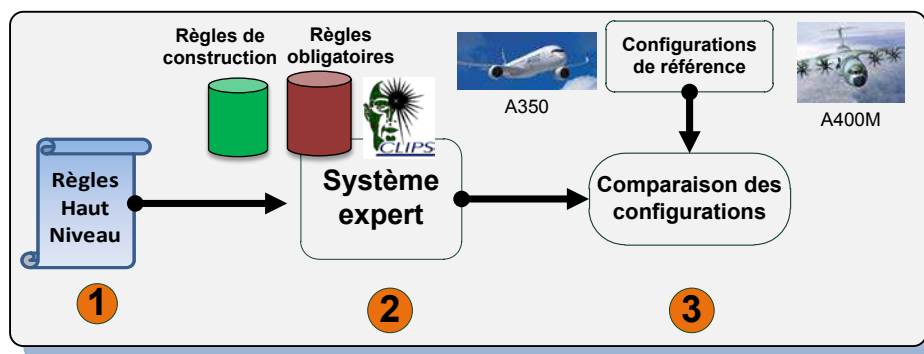 Règles de
construction
Règles
obligatoires
CLIPS
Configurations
de référence
A350
A400M
Règles
Haut
Niveau
Système
expert
Comparaison des
configurations
1
2
3